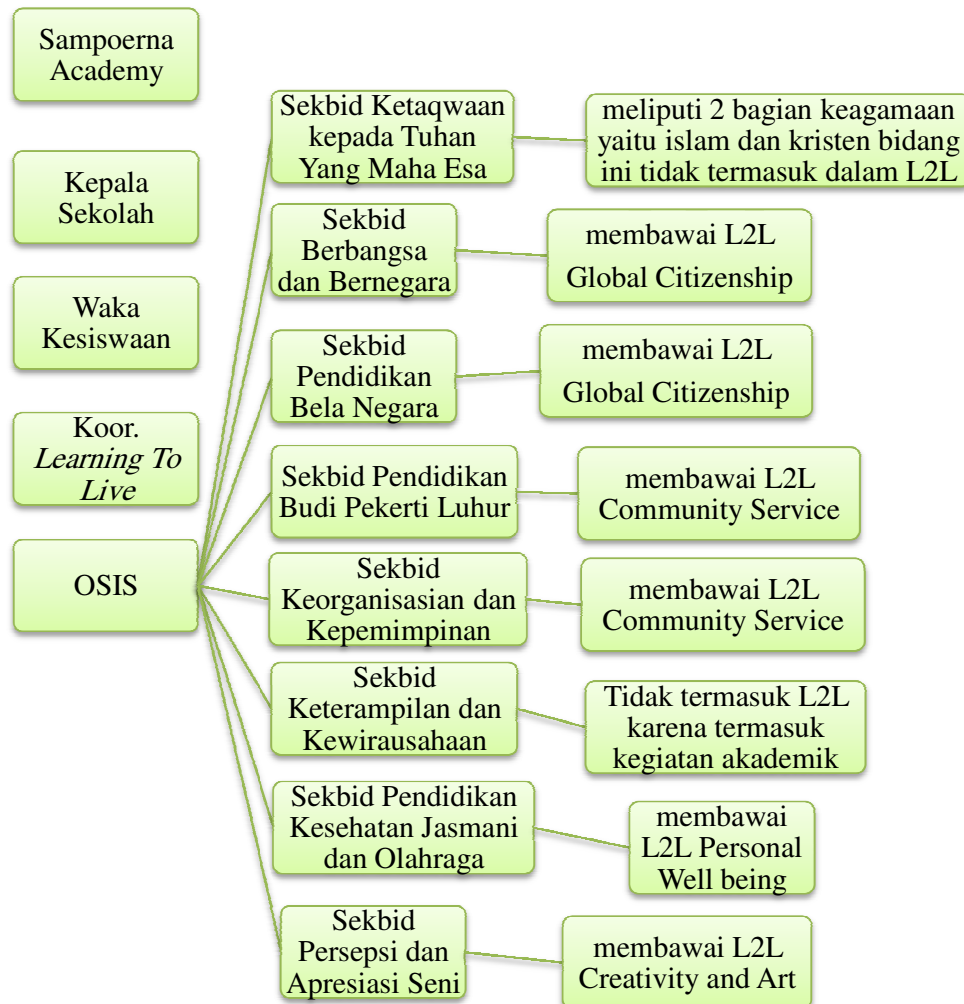 Sampoerna
Academy
Kepala
Sekolah
Waka
Kesiswaan
Koor.
Learning To
Live
OSIS
Sekbid Ketaqwaan
kepada Tuhan
Yang Maha Esa
meliputi 2 bagian keagamaan
yaitu islam dan kristen bidang
ini tidak termasuk dalam L2L
Sekbid
Berbangsa
dan Bernegara
membawai L2L
Global Citizenship
Sekbid
Pendidikan
Bela Negara
membawai L2L
Global Citizenship
Sekbid Pendidikan
Budi Pekerti Luhur
membawai L2L
Community Service
Sekbid
Keorganisasian dan
Kepemimpinan
membawai L2L
Community Service
Sekbid
Keterampilan dan
Kewirausahaan
Tidak termasuk L2L
karena termasuk
kegiatan akademik
Sekbid Pendidikan
Kesehatan Jasmani
dan Olahraga
membawai
L2L Personal
Well being
Sekbid
Persepsi dan
Apresiasi Seni
membawai L2L
Creativity and Art